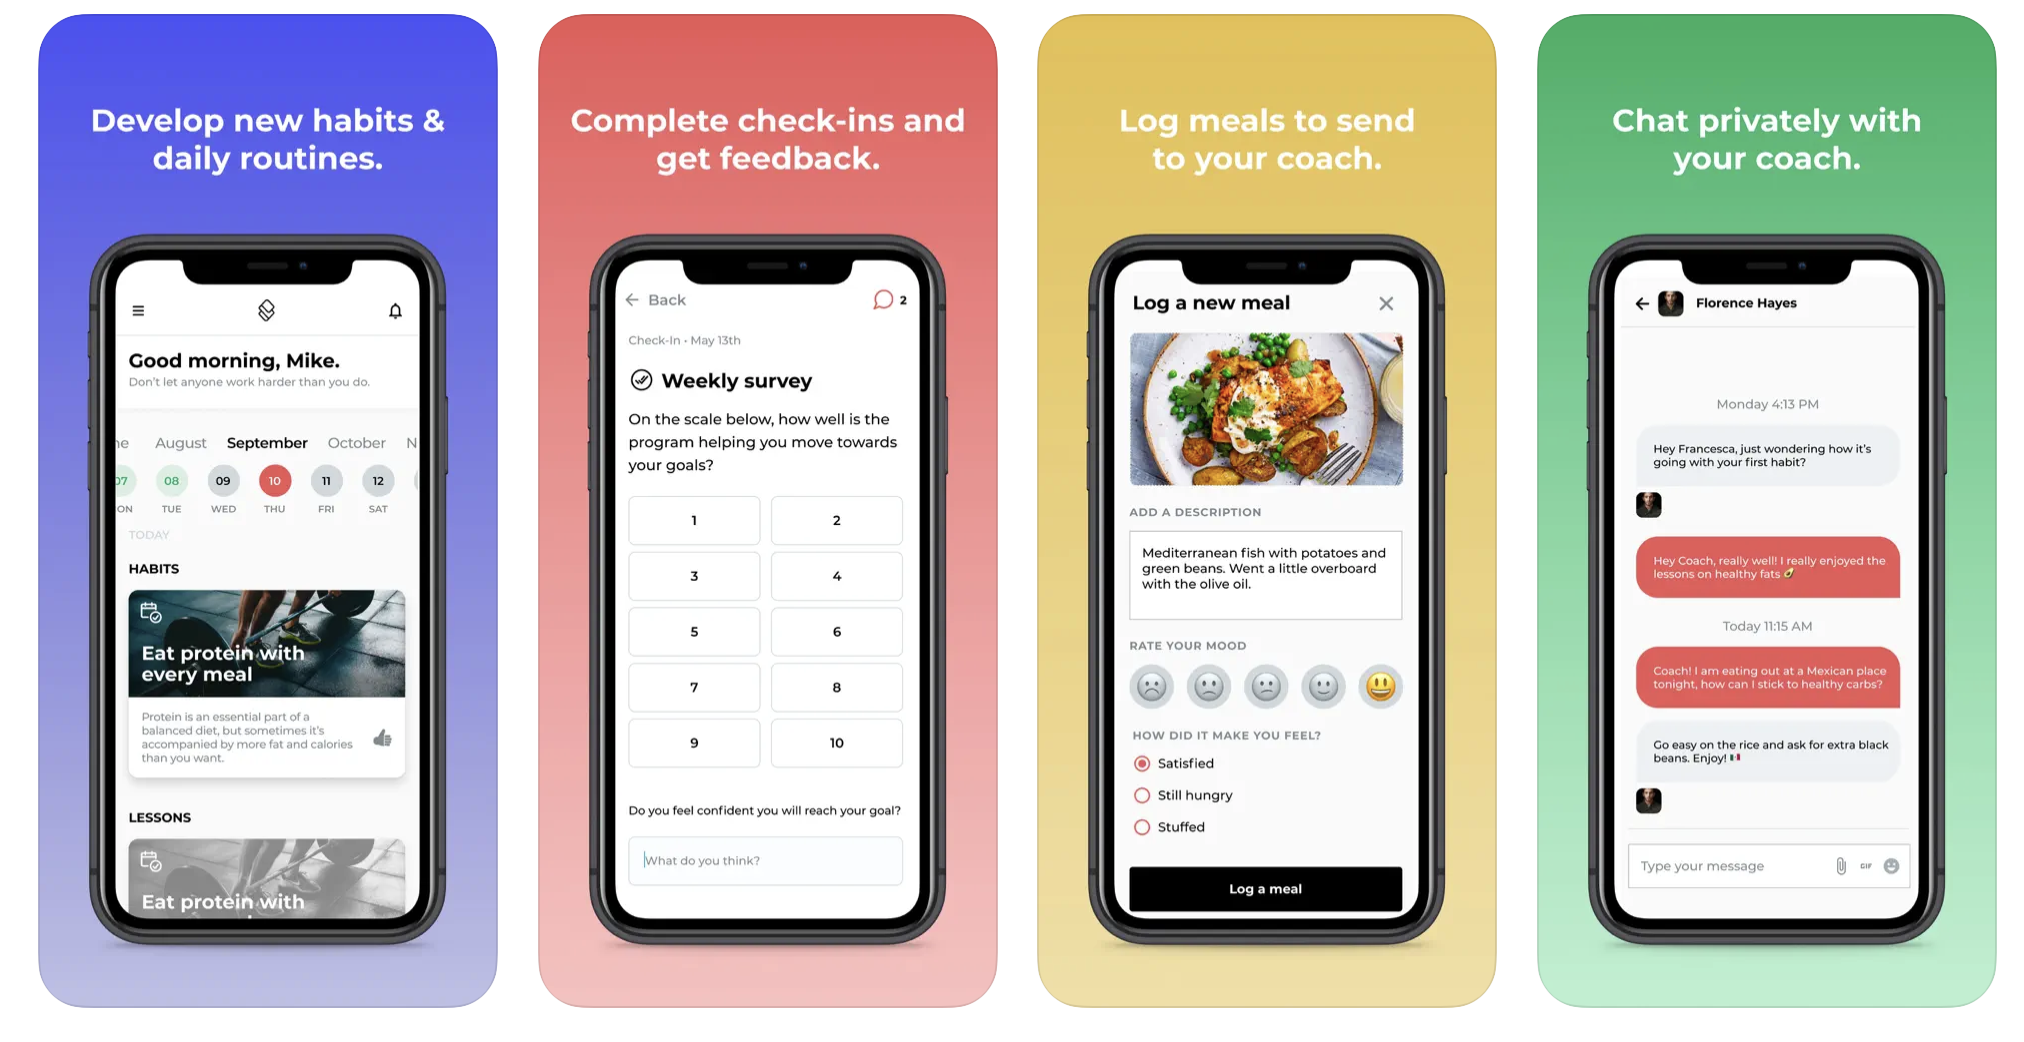 Develop new habits &
daily routines.
Good morning, Mike.
Don't let anyone work harder than you do.
August September October N
07 08 09 10 11 12
ON TUE WED THU FRI SAT
TODAY
HABITS
Eat protein with
every meal
Protein is an essential part of a
balanced diet, but sometimes it's
accompanied by more fat and calories
than you want.
LESSONS
Eat protein with
Complete check-ins and
get feedback.
Back
2
Check-In • May 13th
Weekly survey
On the scale below, how well is the
program helping you move towards
your goals?
1 2
3 4
5 6
7 8
9 10
Do you feel confident you will reach your goal?
What do you think?
Log meals to send
to your coach.
Log a new meal
ADD A DESCRIPTION
Mediterranean fish with potatoes and
green beans. Went a little overboard
with the olive oil.
RATE YOUR MOOD
HOW DID IT MAKE YOU FEEL?
Satisfied
Still hungry
Stuffed
Log a meal
Chat privately with
your coach.
Florence Hayes
Monday 4:13 PM
Hey Francesca, just wondering how it's
going with your first habit?
Hey Coach, really well! I really enjoyed the
lessons on healthy fats 🥑
Today 11:15 AM
Coach! I am eating out at a Mexican place
tonight, how can I stick to healthy carbs?
Go easy on the rice and ask for extra black
beans. Enjoy! 🇲🇽
Type your message
GIF